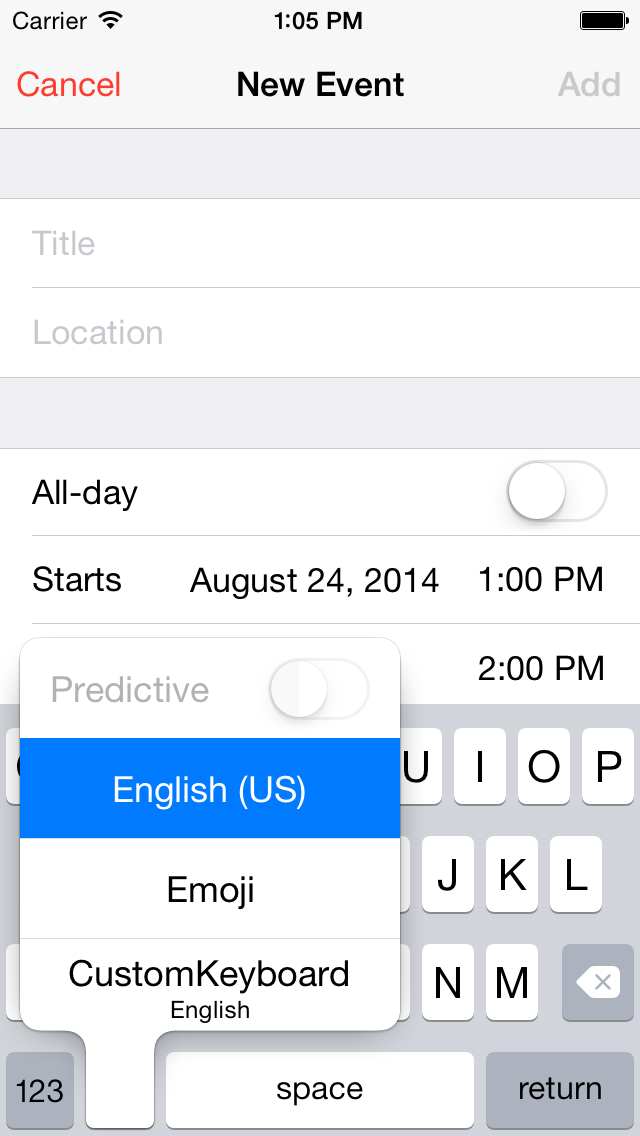 Carrier 1:05 PM
Cancel New Event Add
Title
Location
All-day
Starts August 24, 2014 1:00 PM
2:00 PM
Predictive
U I O P
English (US)
J K L
Emoji
CustomKeyboard
English
N M
123 space return